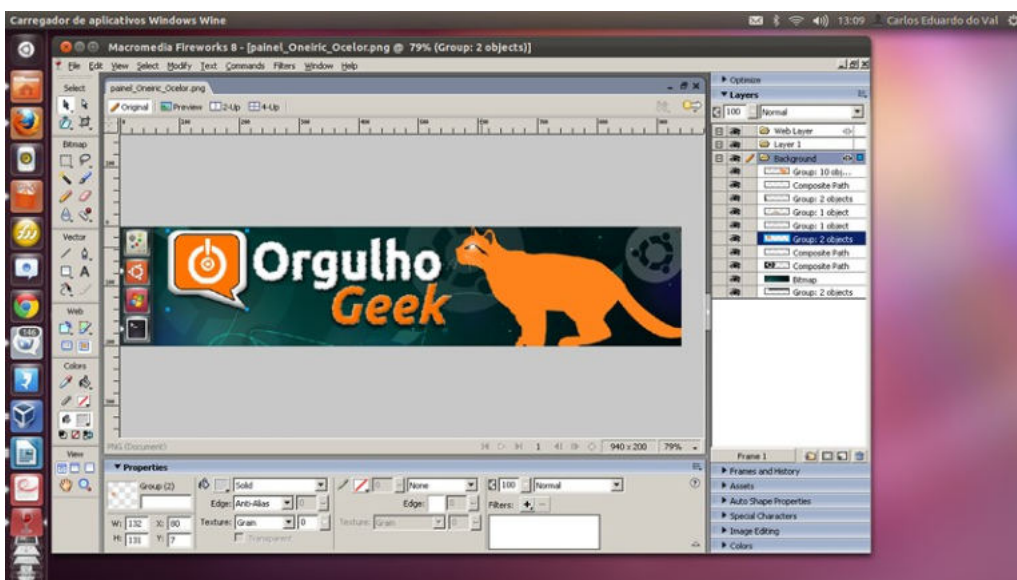 Carregador de aplicativos Windows Wine
13:09 Carlos Eduardo do Val
Macromedia Fireworks 8 - [painel_Oneiric_Ocelor.png @ 79% (Group: 2 objects)]
File Edit View Select Modify Text Commands Filters Window Help
Select
Bitmap
Vector
Web
Colors
View
painel_Oneiric_Ocelor.png
Original Preview 2-Up 4-Up
Orgulho
Geek
PNG (Document)
1
940 x 200 79%
Optimize
Layers
100 Normal
Web Layer
Layer 1
Background
Group: 10 obj...
Composite Path
Group: 2 objects
Group: 1 object
Group: 1 object
Group: 2 objects
Composite Path
Composite Path
Bitmap
Group: 2 objects
Frame 1
Frames and History
Assets
Auto Shape Properties
Special Characters
Image Editing
Colors
Properties
Group (2) Solid None 100 Normal
Edge: Anti-Alias 0 Edge: Filters:
W: 132 X: 80 Texture: Grain 0 Texture: Grain 0
H: 131 Y: 7 Transparent
146